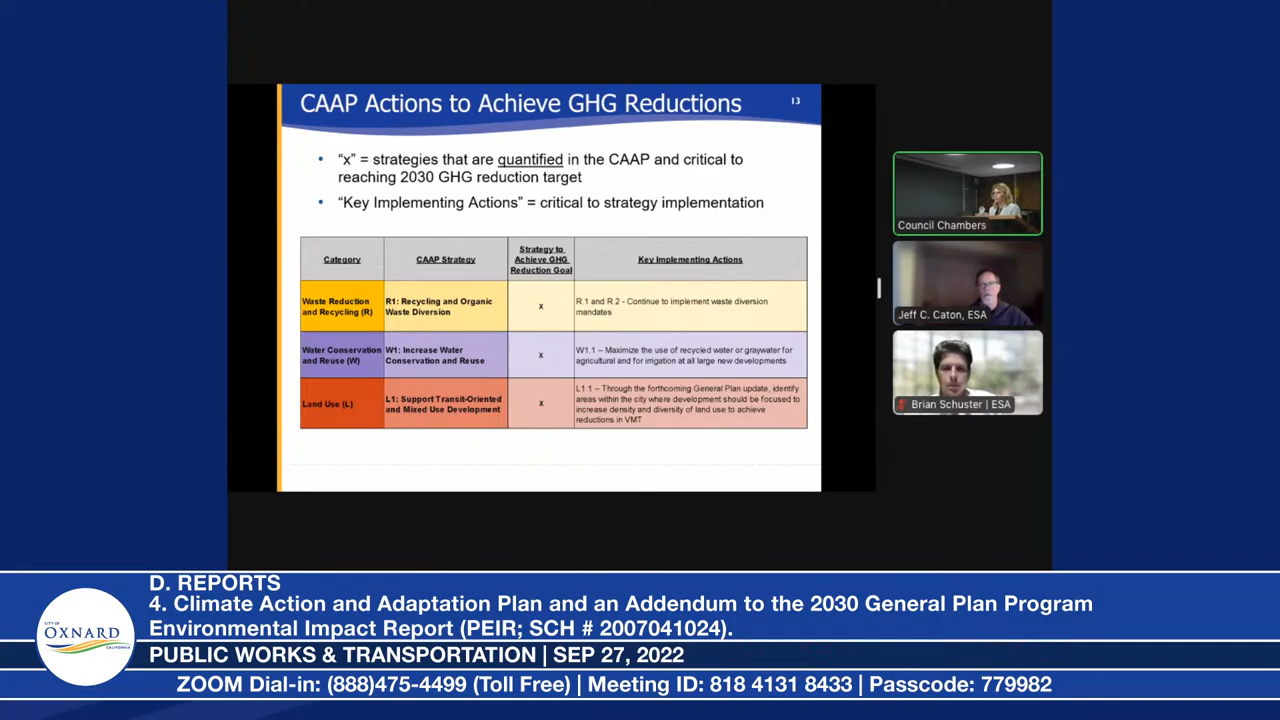 CAAP Actions to Achieve GHG Reductions
13
• “x” = strategies that are quantified in the CAAP and critical to
reaching 2030 GHG reduction target
• “Key Implementing Actions” = critical to strategy implementation
Category
CAAP Strategy
Strategy to
Achieve GHG
Reduction Goal
Key Implementing Actions
Waste Reduction
and Recycling (R)
R1: Recycling and Organic
Waste Diversion
x
R.1 and R.2 - Continue to implement waste diversion
mandates
Water Conservation
and Reuse (W)
W1: Increase Water
Conservation and Reuse
x
W1.1 – Maximize the use of recycled water or graywater for
agricultural and for irrigation at all large new developments
Land Use (L)
L1: Support Transit-Oriented
and Mixed Use Development
x
L1.1 – Through the forthcoming General Plan update, identify
areas within the city where development should be focused to
increase density and diversity of land use to achieve
reductions in VMT
Council Chambers
Jeff C. Caton, ESA
Brian Schuster | ESA
CITY OF
OXNARD
CALIFORNIA
D. REPORTS
4. Climate Action and Adaptation Plan and an Addendum to the 2030 General Plan Program
Environmental Impact Report (PEIR; SCH # 2007041024).
PUBLIC WORKS & TRANSPORTATION | SEP 27, 2022
ZOOM Dial-in: (888)475-4499 (Toll Free) | Meeting ID: 818 4131 8433 | Passcode: 779982